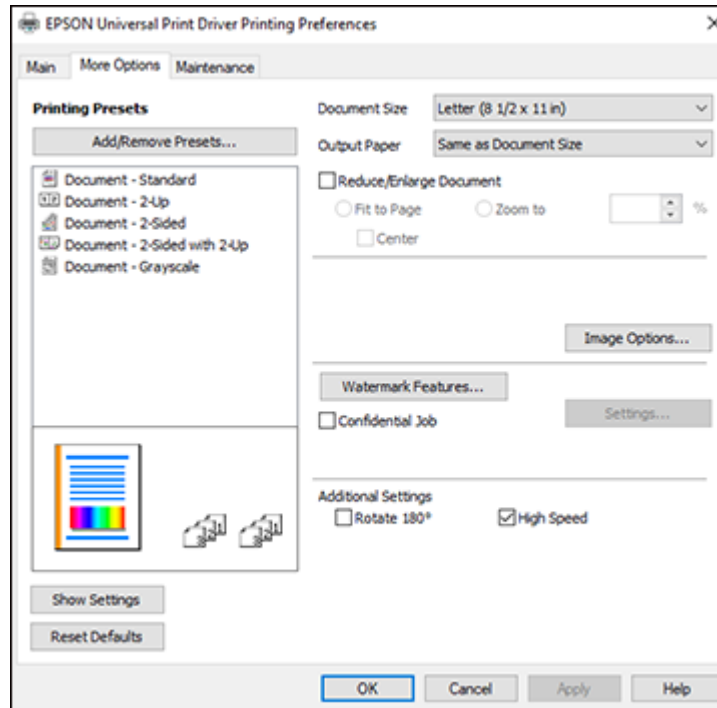 EPSON Universal Print Driver Printing Preferences
Main
More Options
Maintenance
Printing Presets
Add/Remove Presets...
Document - Standard
Document - 2-Up
Document - 2-Sided
Document - 2-Sided with 2-Up
Document - Grayscale
Show Settings
Reset Defaults
Document Size
Letter (8 1/2 x 11 in)
Output Paper
Same as Document Size
Reduce/Enlarge Document
Fit to Page
Zoom to
%
Center
Image Options...
Watermark Features...
Confidential Job
Settings...
Additional Settings
Rotate 180°
High Speed
OK
Cancel
Apply
Help